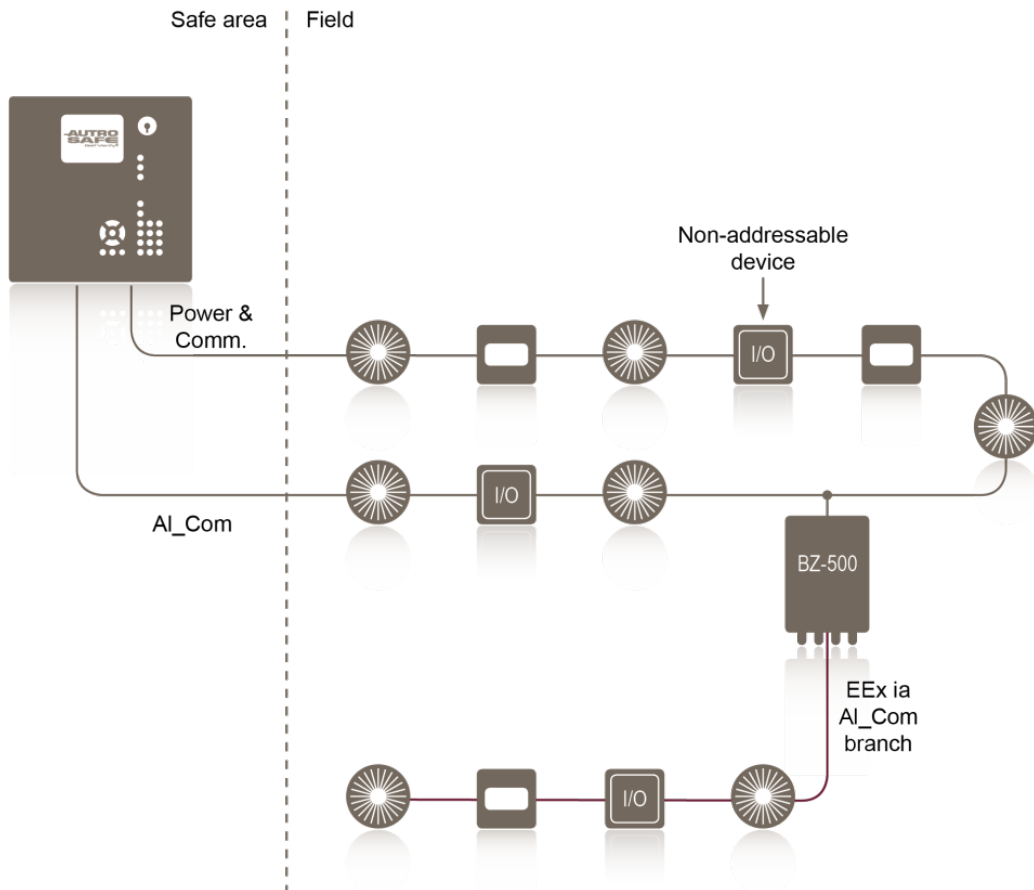 Safe area
Field
AUTRO
SAFE
Non-addressable
device
Power &
Comm.
I/O
AI_Com
I/O
BZ-500
EEx ia
AI_Com
branch
I/O